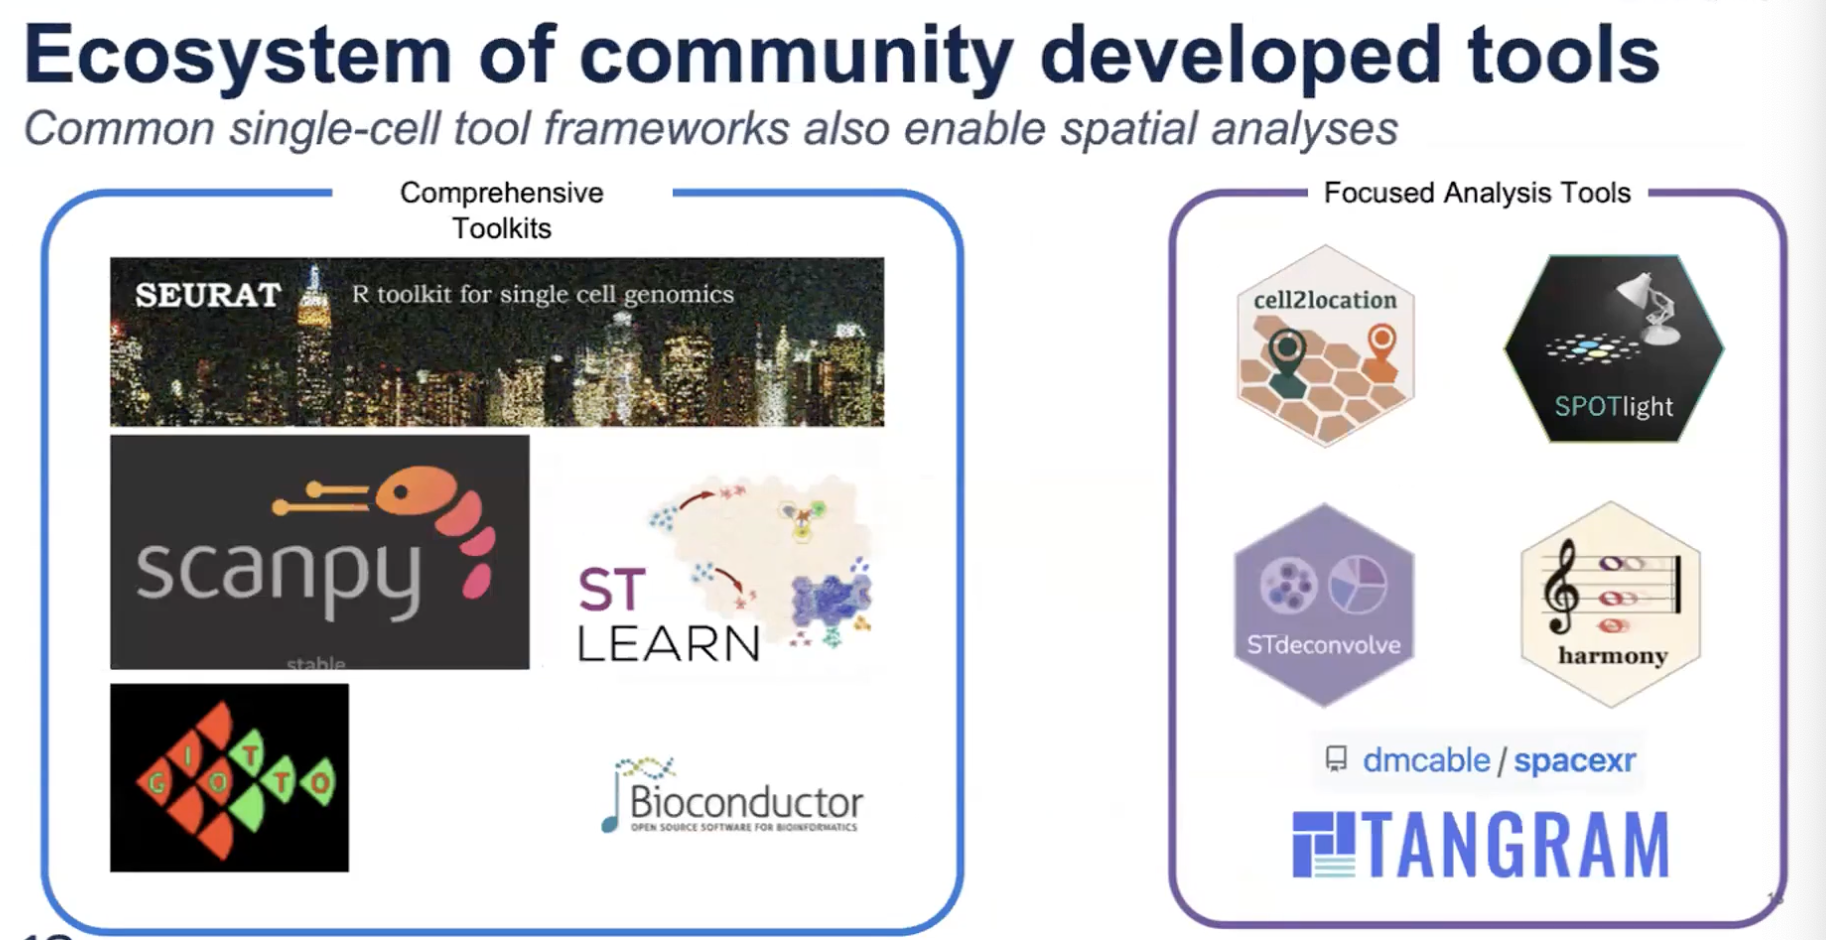 Ecosystem of community developed tools
Common single-cell tool frameworks also enable spatial analyses
Comprehensive
Toolkits
SEURAT R toolkit for single cell genomics
scanpy
stable
ST
LEARN
GIOTTO
Bioconductor
OPEN SOURCE SOFTWARE FOR BIOINFORMATICS
Focused Analysis Tools
cell2location
SPOTlight
STdeconvolve
harmony
dmcable / spacexr
TANGRAM